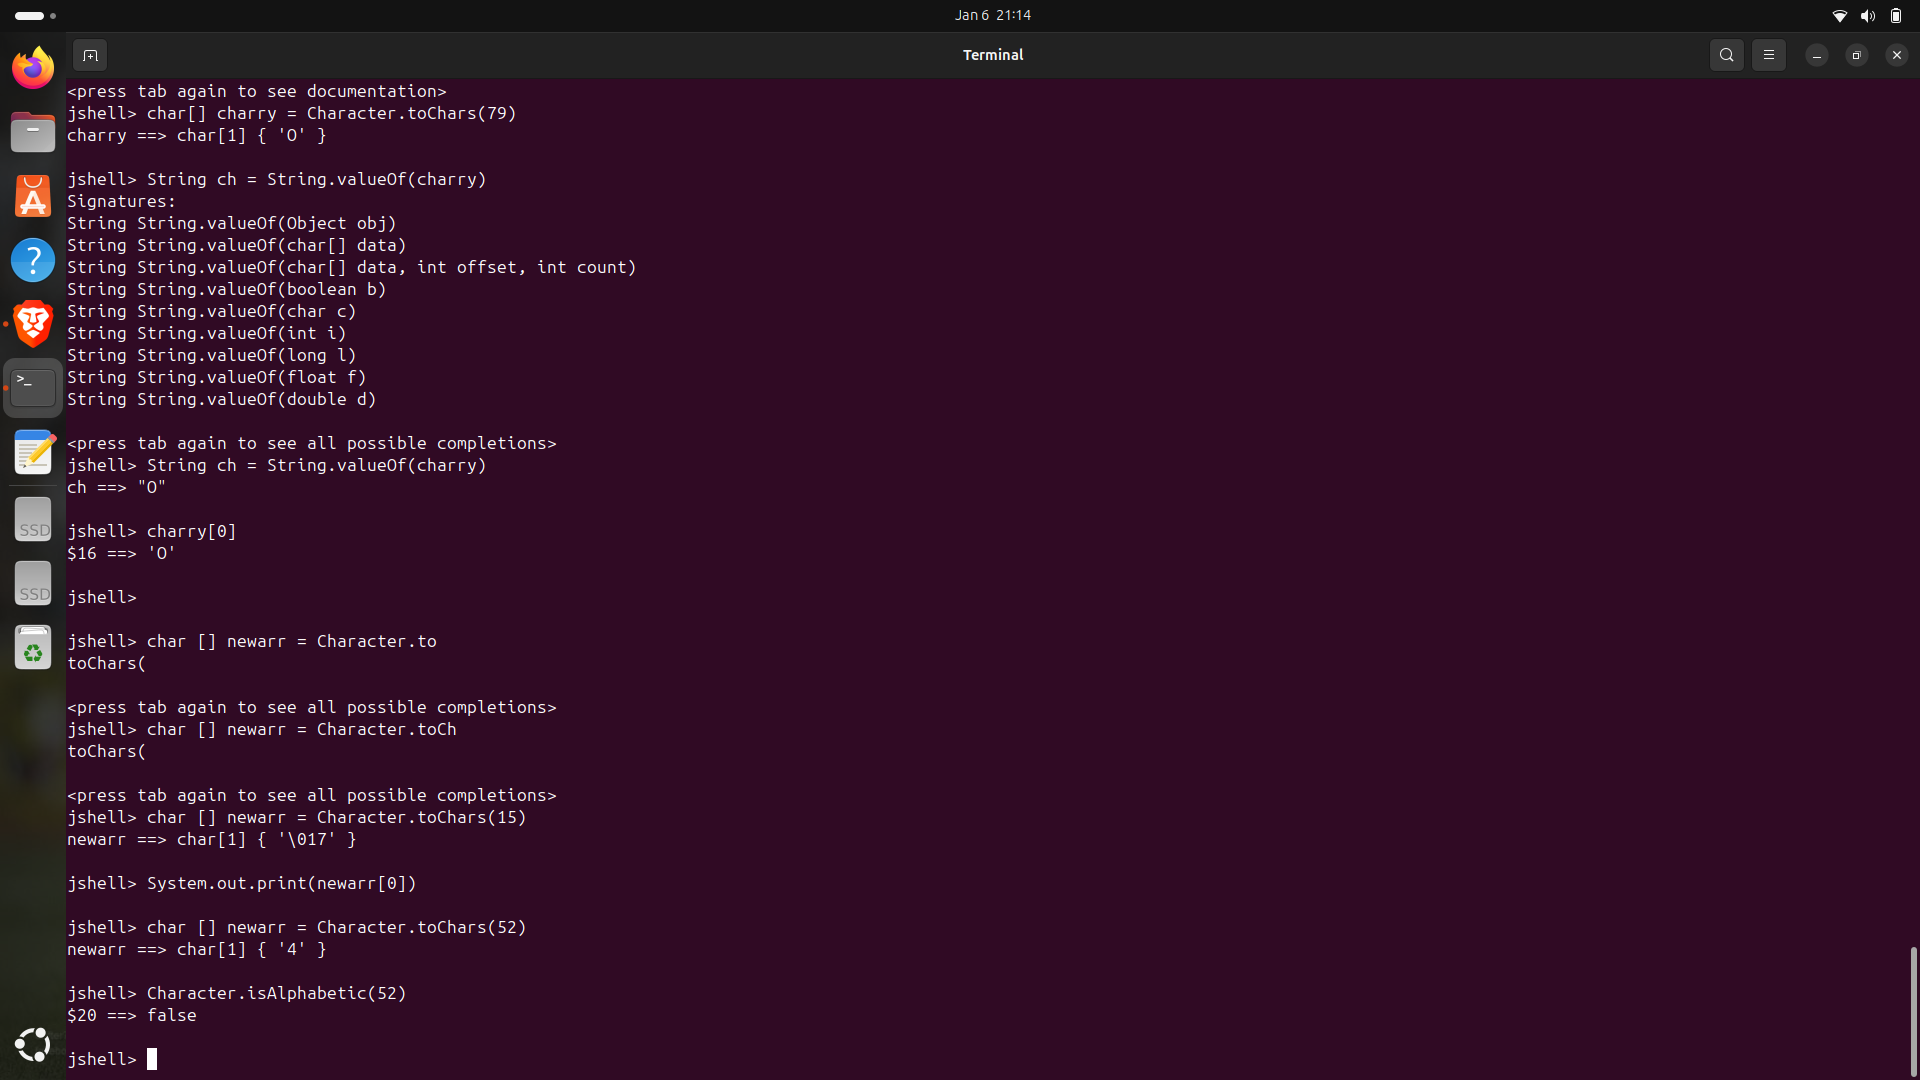 Jan 6 21:14
Terminal
<press tab again to see documentation>
jshell> char[] charry = Character.toChars(79)
charry ==> char[1] { 'O' }
jshell> String ch = String.valueOf(charry)
Signatures:
String String.valueOf(Object obj)
String String.valueOf(char[] data)
String String.valueOf(char[] data, int offset, int count)
String String.valueOf(boolean b)
String String.valueOf(char c)
String String.valueOf(int i)
String String.valueOf(long l)
String String.valueOf(float f)
String String.valueOf(double d)
<press tab again to see all possible completions>
jshell> String ch = String.valueOf(charry)
ch ==> "O"
jshell> charry[0]
$16 ==> 'O'
jshell>
jshell> char [] newarr = Character.to
toChars(
<press tab again to see all possible completions>
jshell> char [] newarr = Character.toCh
toChars(
<press tab again to see all possible completions>
jshell> char [] newarr = Character.toChars(15)
newarr ==> char[1] { '\017' }
jshell> System.out.print(newarr[0])
jshell> char [] newarr = Character.toChars(52)
newarr ==> char[1] { '4' }
jshell> Character.isAlphabetic(52)
$20 ==> false
jshell>
?
>_
SSD
SSD